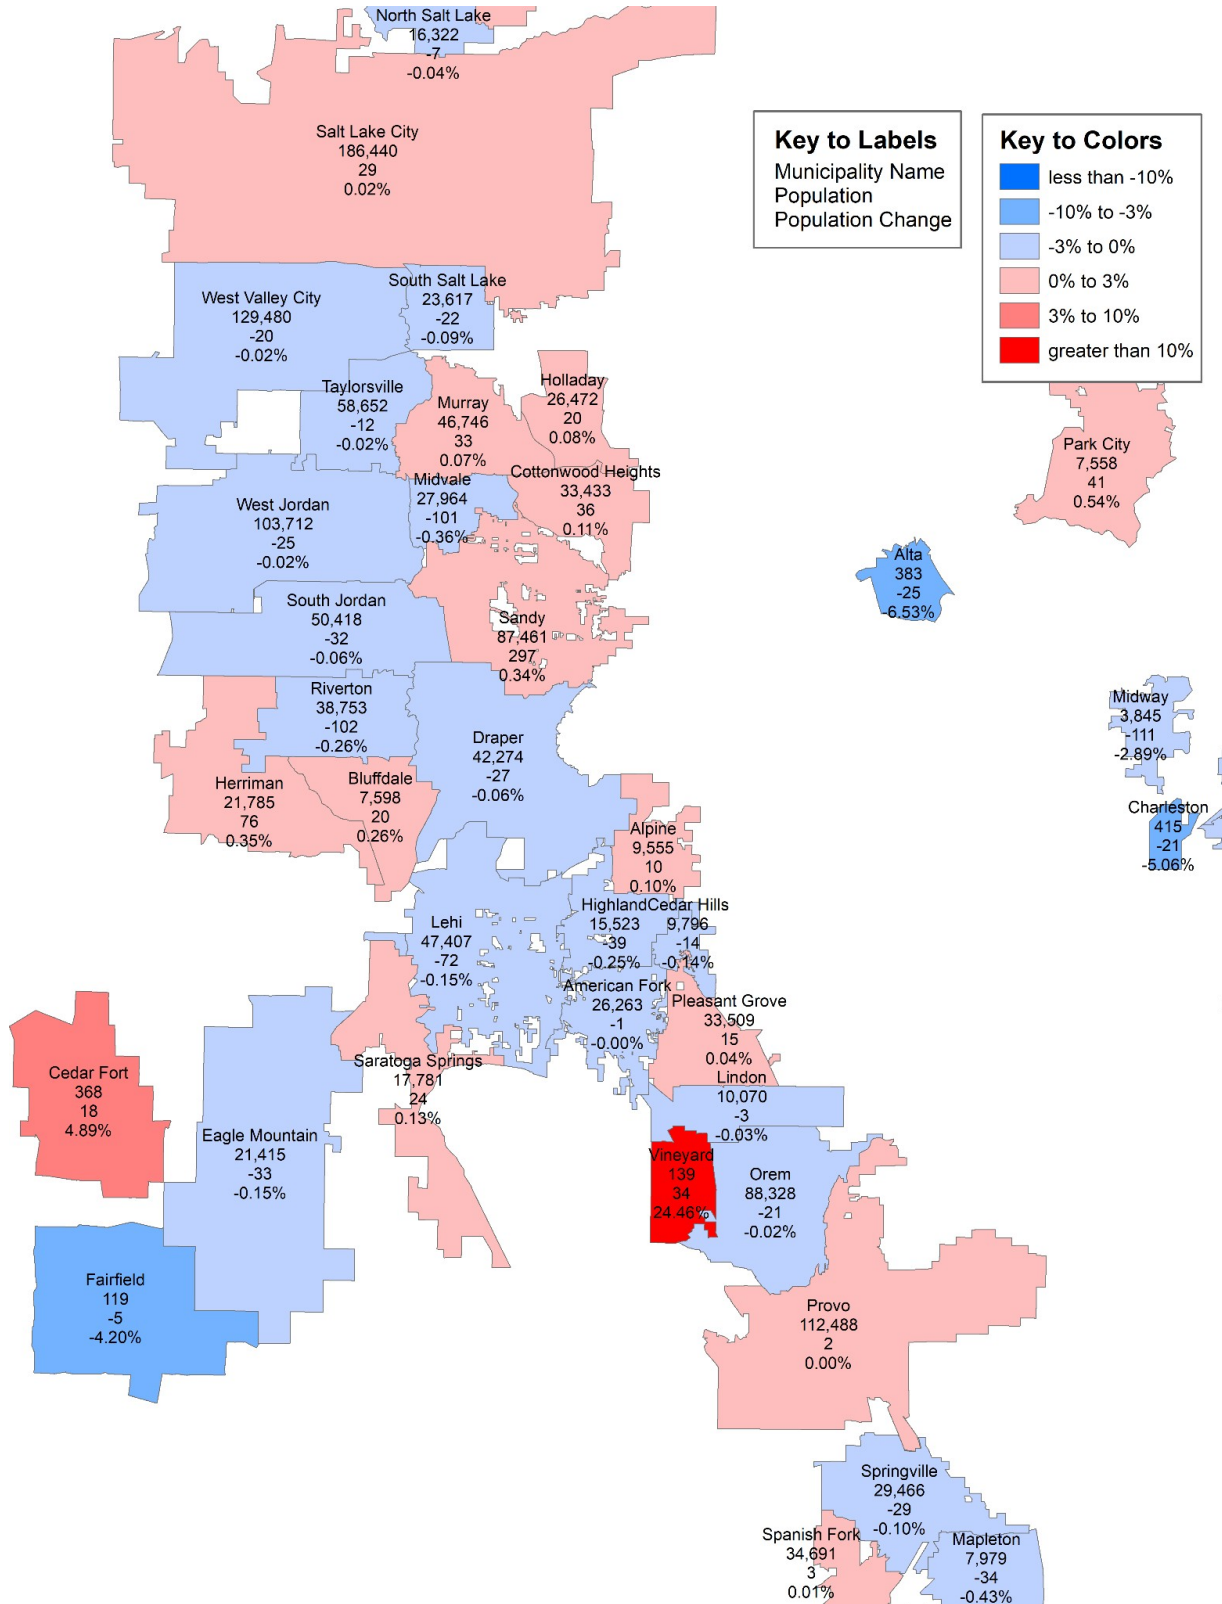 North Salt Lake
16,322
-7
-0.04%
Salt Lake City
186,440
29
0.02%
Key to Labels
Municipality Name
Population
Population Change
Key to Colors
less than -10%
-10% to -3%
-3% to 0%
0% to 3%
3% to 10%
greater than 10%
West Valley City
129,480
-20
-0.02%
South Salt Lake
23,617
-22
-0.09%
Taylorsville
58,652
-12
-0.02%
Murray
46,746
33
0.07%
Holladay
26,472
20
0.08%
Park City
7,558
41
0.54%
Midvale
27,964
-101
-0.36%
Cottonwood Heights
33,433
36
0.11%
West Jordan
103,712
-25
-0.02%
Alta
383
-25
-6.53%
South Jordan
50,418
-32
-0.06%
Sandy
87,461
297
0.34%
Riverton
38,753
-102
-0.26%
Draper
42,274
-27
-0.06%
Midway
3,845
-111
-2.89%
Herriman
21,785
76
0.35%
Bluffdale
7,598
20
0.26%
Charleston
415
-21
-5.06%
Alpine
9,555
10
0.10%
Lehi
47,407
-72
-0.15%
Highland
15,523
-39
-0.25%
Cedar Hills
9,796
-14
-0.14%
American Fork
26,263
-1
-0.00%
Pleasant Grove
33,509
15
0.04%
Saratoga Springs
17,781
24
0.13%
Cedar Fort
368
18
4.89%
Lindon
10,070
-3
-0.03%
Eagle Mountain
21,415
-33
-0.15%
Vineyard
139
34
24.46%
Orem
88,328
-21
-0.02%
Fairfield
119
-5
-4.20%
Provo
112,488
2
0.00%
Springville
29,466
-29
-0.10%
Spanish Fork
34,691
3
0.01%
Mapleton
7,979
-34
-0.43%